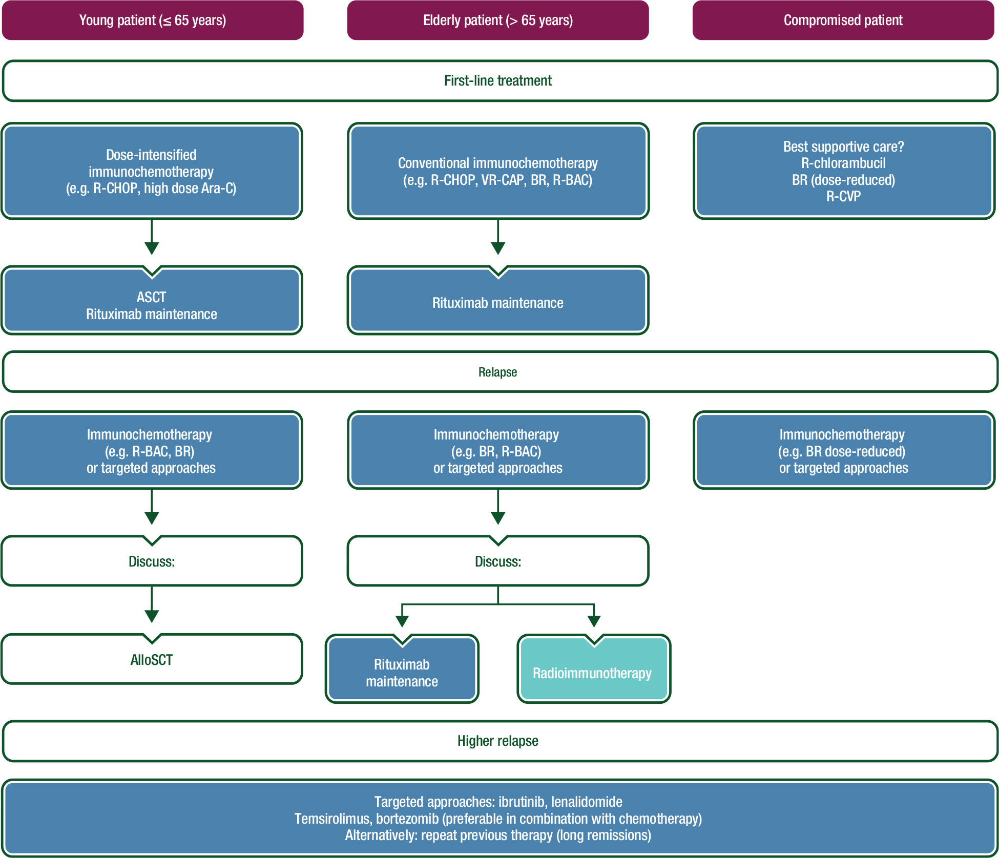 Young patient (≤ 65 years)
Elderly patient (> 65 years)
Compromised patient
First-line treatment
Dose-intensified
immunochemotherapy
(e.g. R-CHOP, high dose Ara-C)
Conventional immunochemotherapy
(e.g. R-CHOP, VR-CAP, BR, R-BAC)
Best supportive care?
R-chlorambucil
BR (dose-reduced)
R-CVP
ASCT
Rituximab maintenance
Rituximab maintenance
Relapse
Immunochemotherapy
(e.g. R-BAC, BR)
or targeted approaches
Immunochemotherapy
(e.g. BR, R-BAC)
or targeted approaches
Immunochemotherapy
(e.g. BR dose-reduced)
or targeted approaches
Discuss:
Discuss:
AlloSCT
Rituximab
maintenance
Radioimmunotherapy
Higher relapse
Targeted approaches: ibrutinib, lenalidomide
Temsirolimus, bortezomib (preferable in combination with chemotherapy)
Alternatively: repeat previous therapy (long remissions)